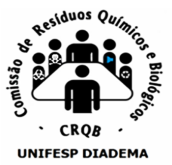 Comissão de Resíduos Químicos e Biológicos
- CRQB -
UNIFESP DIADEMA